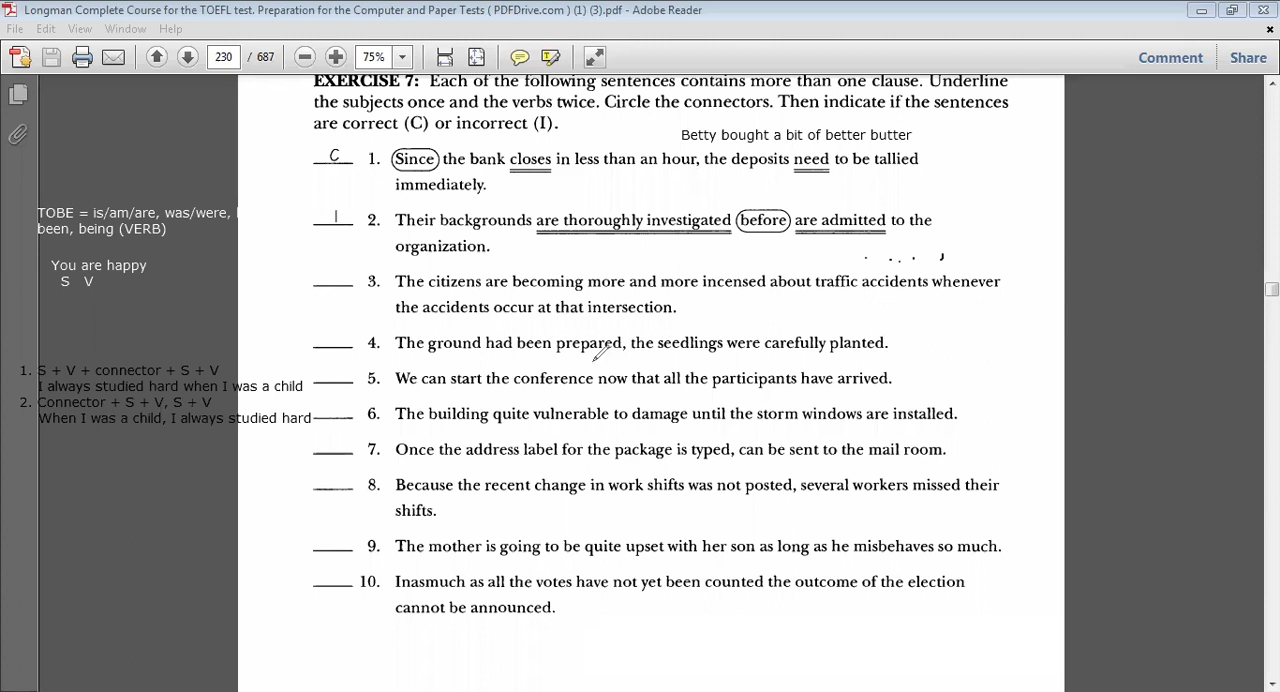 Longman Complete Course for the TOEFL test. Preparation for the Computer and Paper Tests ( PDFDrive.com ) (1) (3).pdf - Adobe Reader
File Edit View Window Help
230 / 687 75% Comment Share
EXERCISE 7: Each of the following sentences contains more than one clause. Underline
the subjects once and the verbs twice. Circle the connectors. Then indicate if the sentences
are correct (C) or incorrect (I).
Betty bought a bit of better butter
C 1. Since the bank closes in less than an hour, the deposits need to be tallied
immediately.
TOBE = is/am/are, was/were,
been, being (VERB)
I 2. Their backgrounds are thoroughly investigated before are admitted to the
organization.
You are happy
S V
3. The citizens are becoming more and more incensed about traffic accidents whenever
the accidents occur at that intersection.
4. The ground had been prepared, the seedlings were carefully planted.
1. S + V + connector + S + V
I always studied hard when I was a child
2. Connector + S + V, S + V
When I was a child, I always studied hard
5. We can start the conference now that all the participants have arrived.
6. The building quite vulnerable to damage until the storm windows are installed.
7. Once the address label for the package is typed, can be sent to the mail room.
8. Because the recent change in work shifts was not posted, several workers missed their
shifts.
9. The mother is going to be quite upset with her son as long as he misbehaves so much.
10. Inasmuch as all the votes have not yet been counted the outcome of the election
cannot be announced.